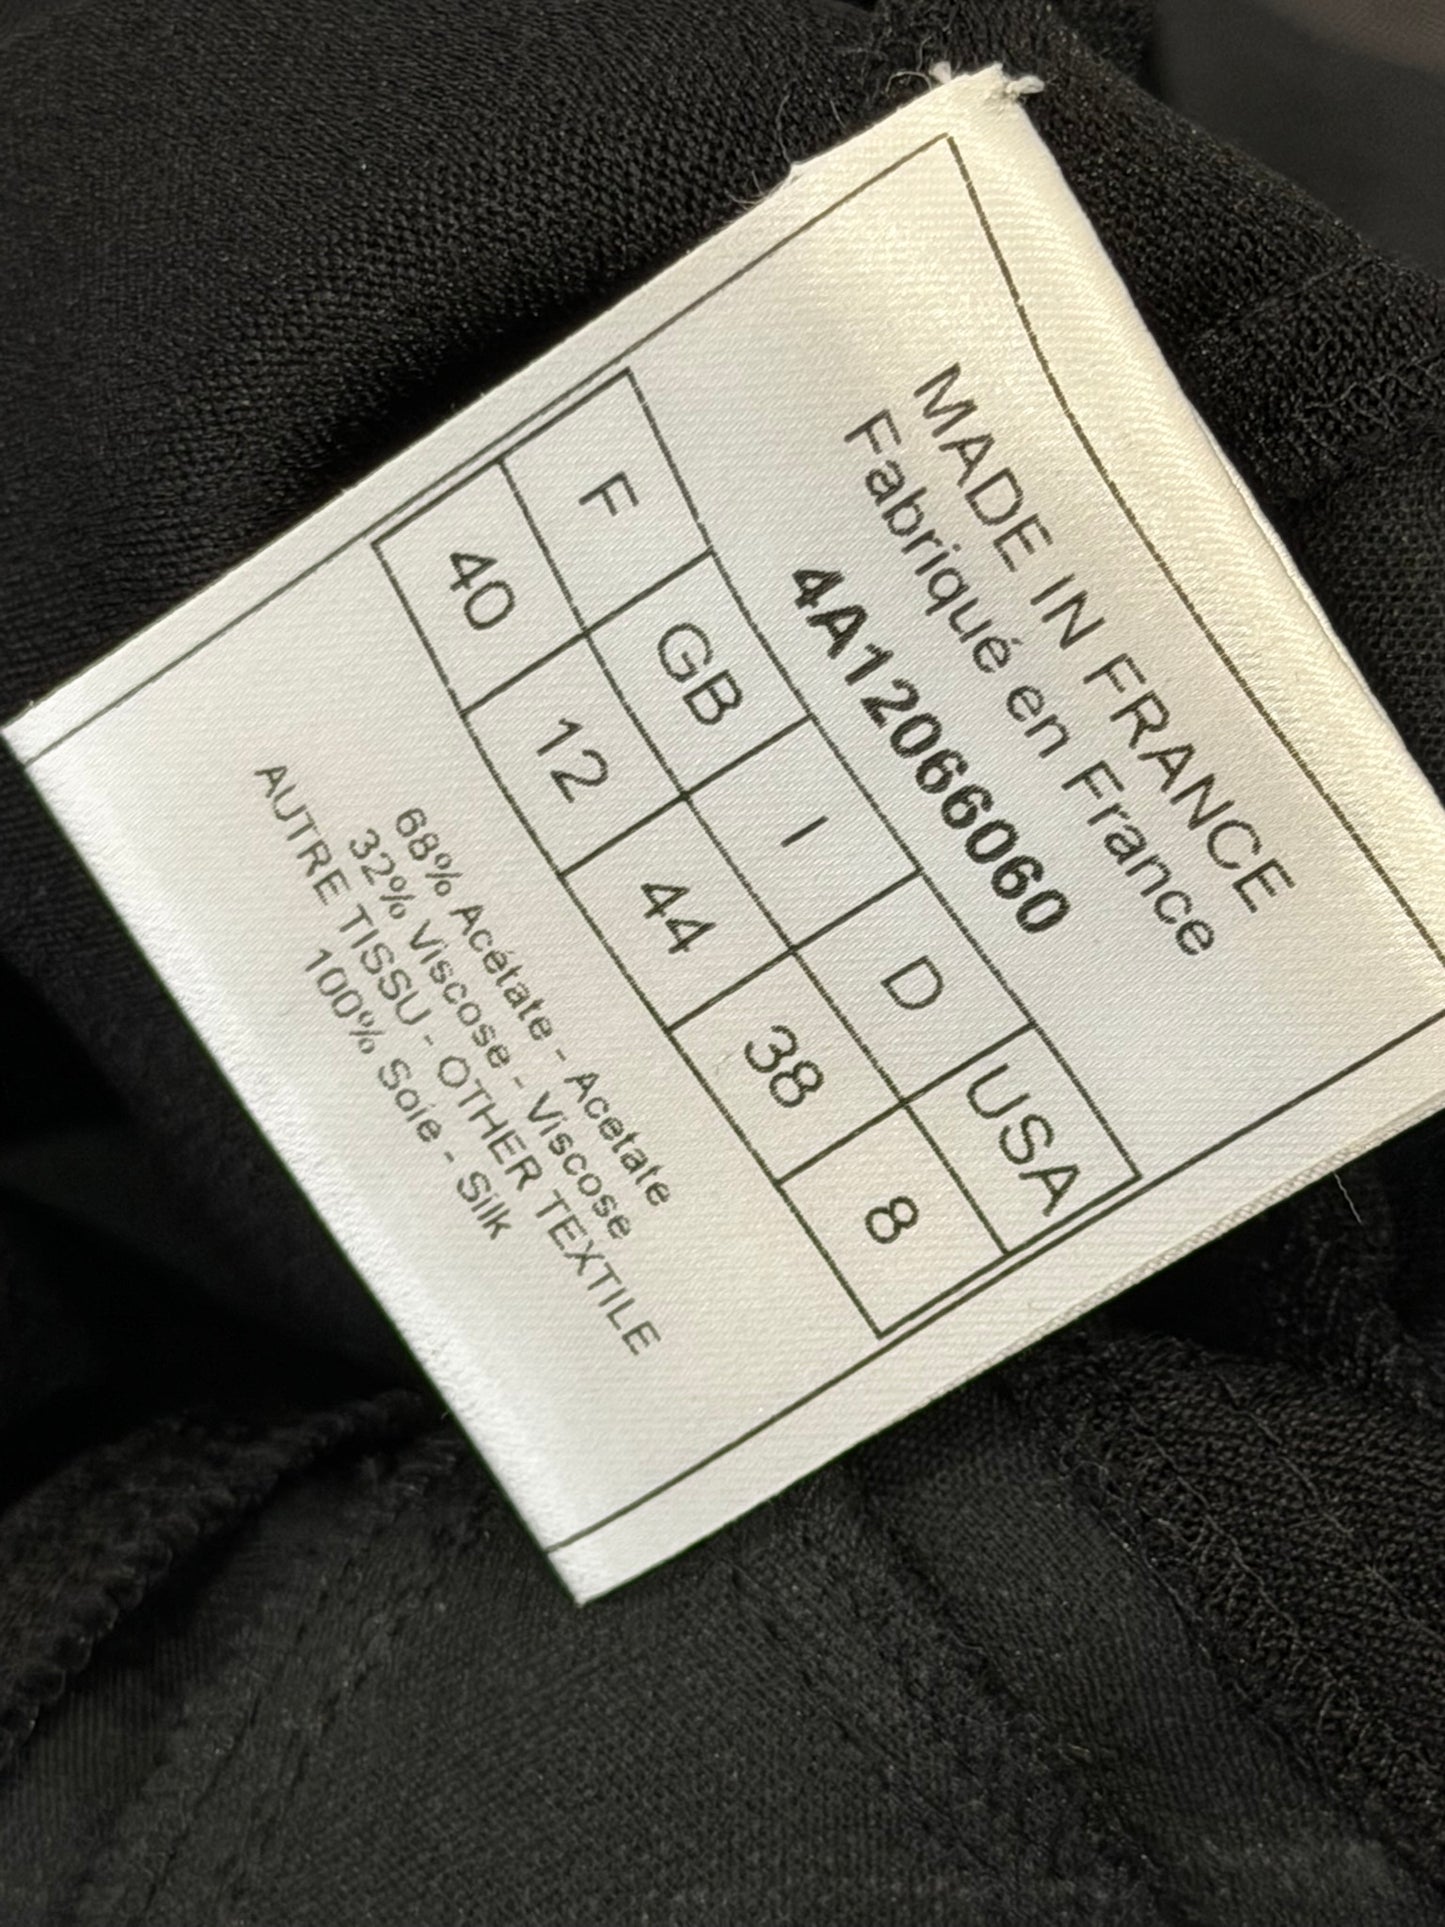 MADE IN FRANCE
Fabriqué en France
4A12066060
F GB I D USA
40 12 44 38 8
68% Acétate - Acetate
32% Viscose - Viscose
AUTRE TISSU - OTHER TEXTILE
100% Soie - Silk